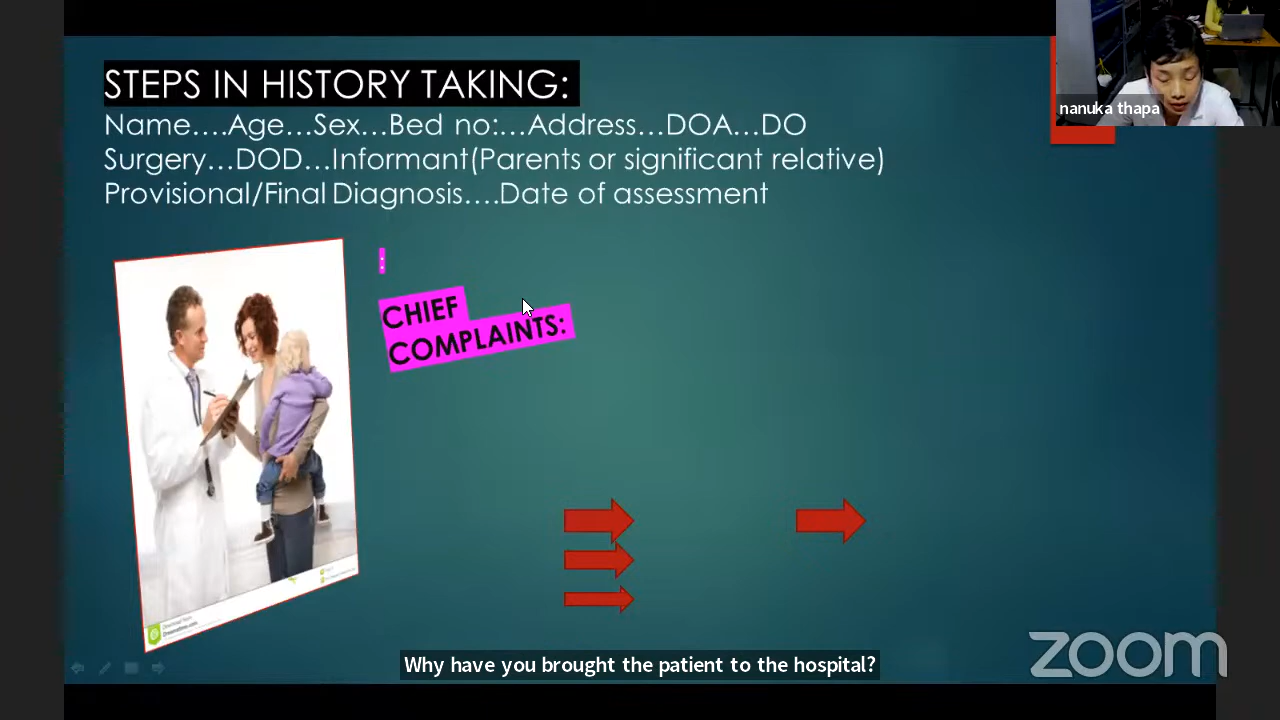 STEPS IN HISTORY TAKING:
Name....Age...Sex...Bed no:...Address...DOA...DO
Surgery...DOD...Informant(Parents or significant relative)
Provisional/Final Diagnosis....Date of assessment
nanuka thapa
:
CHIEF
COMPLAINTS:
Why have you brought the patient to the hospital?
zoom